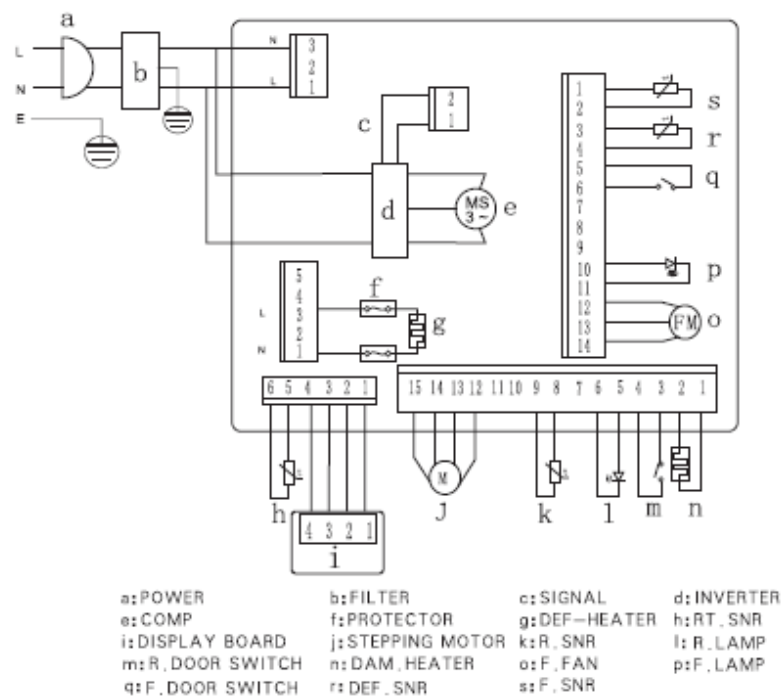 a
L
N
E
b
N
L
3
2
1
c
2
1
d
MS
3~
e
1
2
3
4
5
6
7
8
9
10
11
12
13
14
s
r
q
p
FM
o
5
4
3
2
1
L
N
f
g
6 5 4 3 2 1
15 14 13 12 11 10 9 8 7 6 5 4 3 2 1
h
M
J
k
l
m
n
4 3 2 1
i
a:POWER b:FILTER c:SIGNAL d:INVERTER
e:COMP f:PROTECTOR g:DEF-HEATER h:RT.SNR
i:DISPLAY BOARD j:STEPPING MOTOR k:R.SNR l:R.LAMP
m:R.DOOR SWITCH n:DAM.HEATER o:F.FAN p:F.LAMP
q:F.DOOR SWITCH r:DEF.SNR s:F.SNR